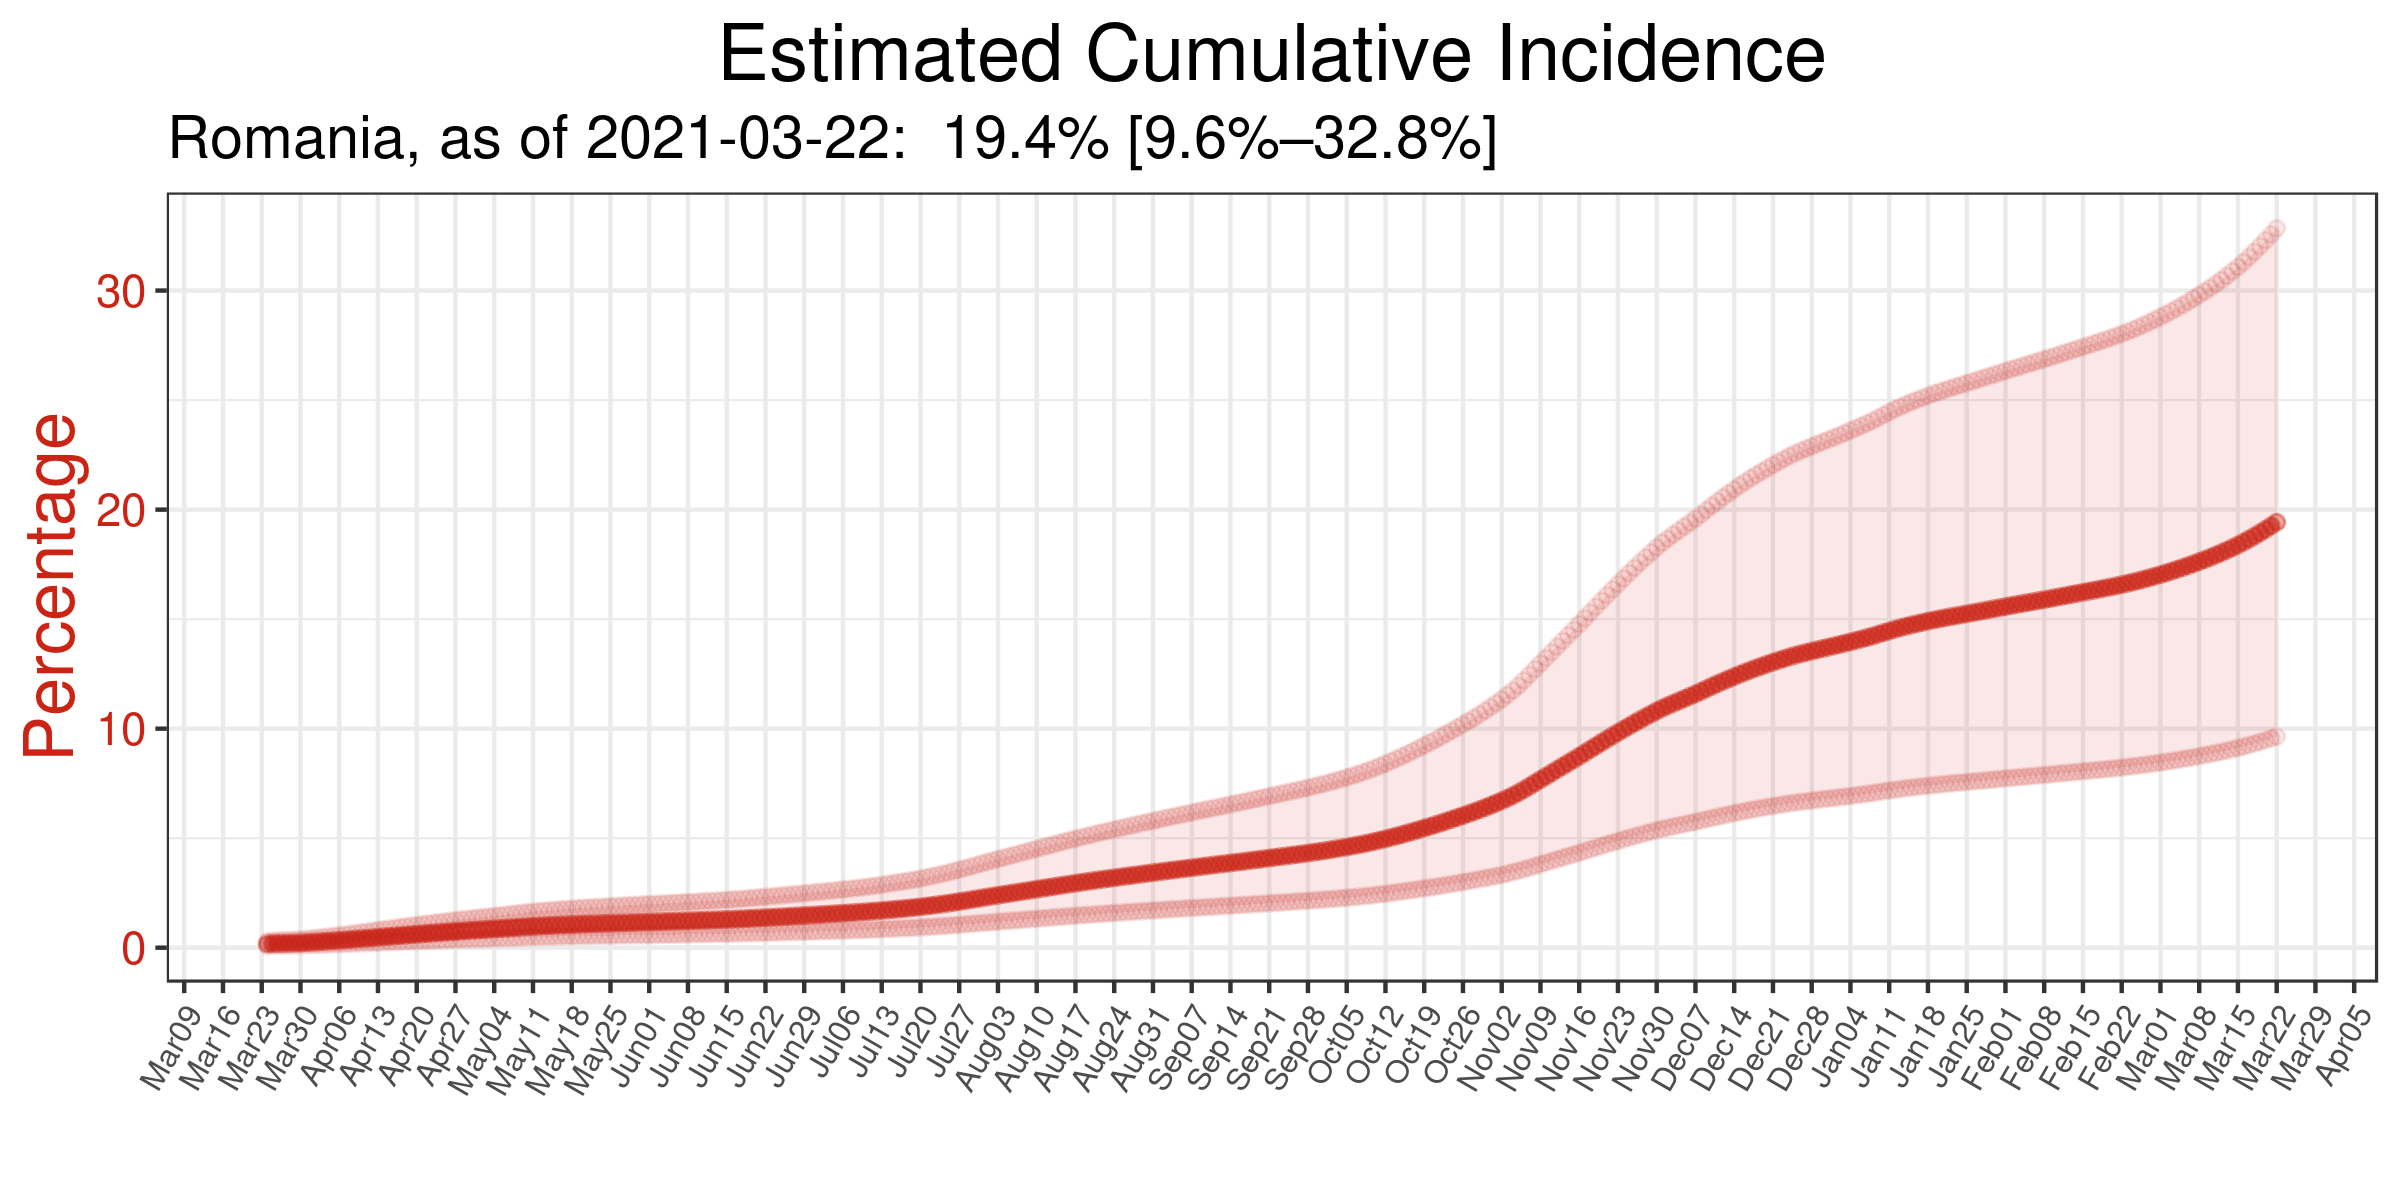 Estimated Cumulative Incidence
Romania, as of 2021-03-22:  19.4% [9.6%–32.8%]
Percentage
30
20
10
0
Mar09
Mar16
Mar23
Mar30
Apr06
Apr13
Apr20
Apr27
May04
May11
May18
May25
Jun01
Jun08
Jun15
Jun22
Jun29
Jul06
Jul13
Jul20
Jul27
Aug03
Aug10
Aug17
Aug24
Aug31
Sep07
Sep14
Sep21
Sep28
Oct05
Oct12
Oct19
Oct26
Nov02
Nov09
Nov16
Nov23
Nov30
Dec07
Dec14
Dec21
Dec28
Jan04
Jan11
Jan18
Jan25
Feb01
Feb08
Feb15
Feb22
Mar01
Mar08
Mar15
Mar22
Mar29
Apr05